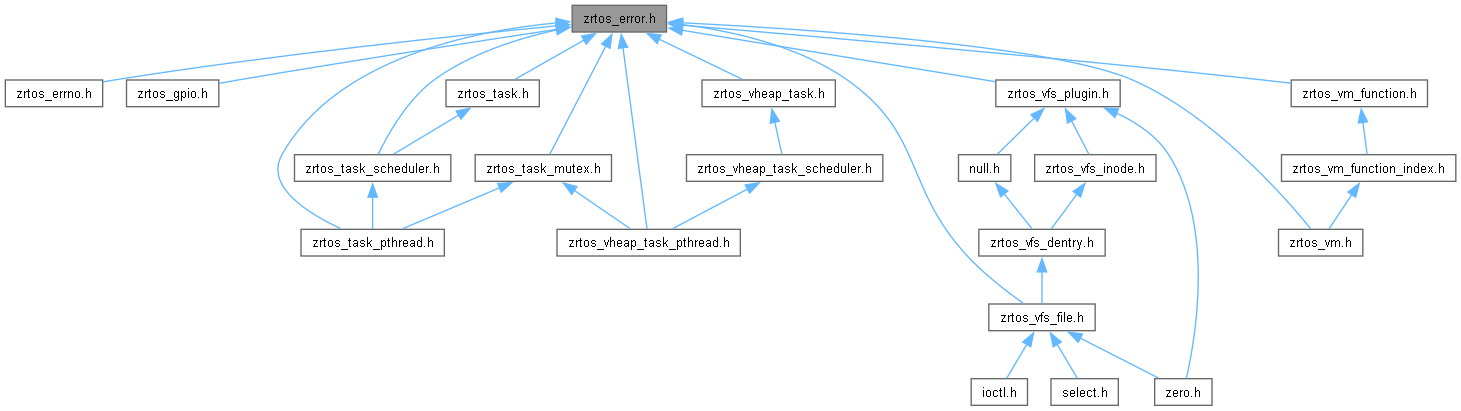 zrtos_error.h
zrtos_errno.h
zrtos_gpio.h
zrtos_task.h
zrtos_vheap_task.h
zrtos_vfs_plugin.h
zrtos_vm_function.h
zrtos_task_scheduler.h
zrtos_task_mutex.h
zrtos_vheap_task_scheduler.h
null.h
zrtos_vfs_inode.h
zrtos_vm_function_index.h
zrtos_task_pthread.h
zrtos_vheap_task_pthread.h
zrtos_vfs_dentry.h
zrtos_vm.h
zrtos_vfs_file.h
ioctl.h
select.h
zero.h